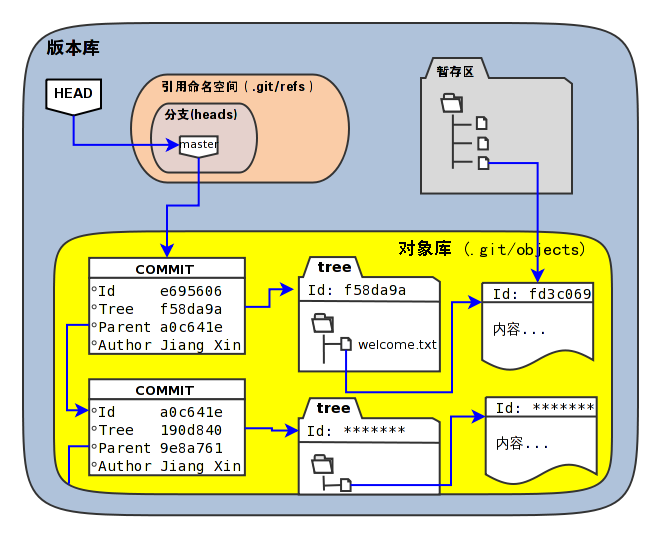 版本库
HEAD
引用命名空间 ( .git/refs )
分支(heads)
master
暂存区
对象库 (.git/objects)
COMMIT
Id e695606
Tree f58da9a
Parent a0c641e
Author Jiang Xin
tree
Id: f58da9a
welcome.txt
Id: fd3c069
内容...
COMMIT
Id a0c641e
Tree 190d840
Parent 9e8a761
Author Jiang Xin
tree
Id: *******
Id: *******
内容...